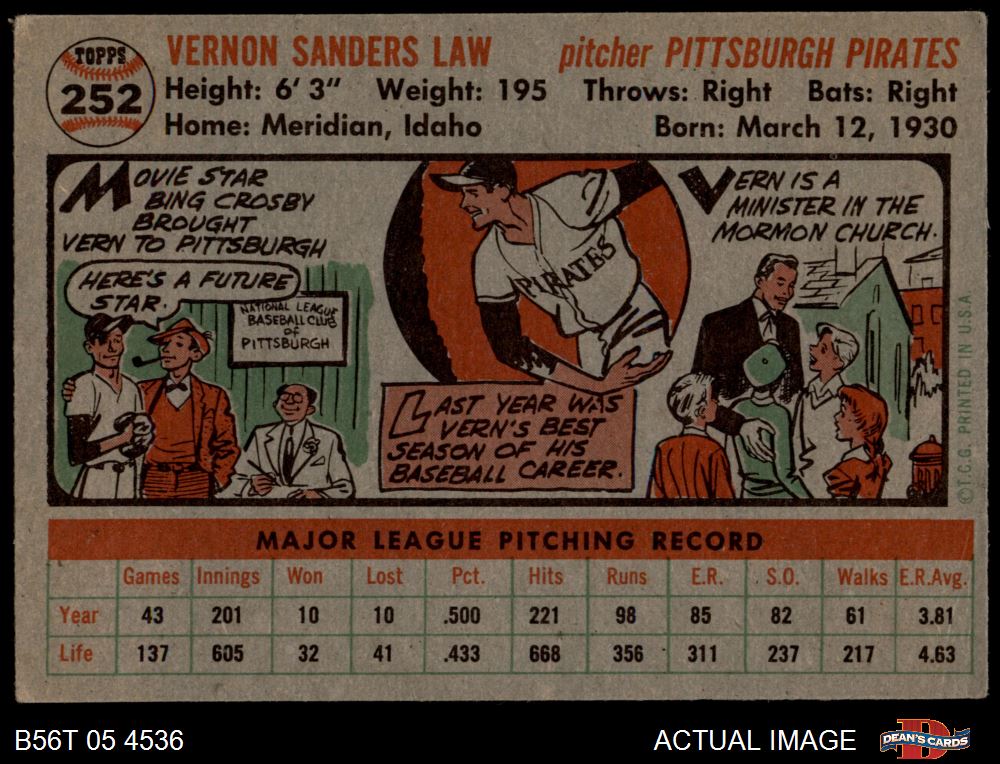 TOPPS
252
VERNON SANDERS LAW pitcher PITTSBURGH PIRATES
Height: 6' 3" Weight: 195 Throws: Right Bats: Right
Home: Meridian, Idaho Born: March 12, 1930
MOVIE STAR
BING CROSBY
BROUGHT
VERN TO PITTSBURGH
HERE'S A FUTURE
STAR.
NATIONAL LEAGUE
BASEBALL CLUB
of
PITTSBURGH
PIRATES
LAST YEAR WAS
VERN'S BEST
SEASON OF HIS
BASEBALL CAREER.
VERN IS A
MINISTER IN THE
MORMON CHURCH.
©T.C.G. PRINTED IN U.S.A.
MAJOR LEAGUE PITCHING RECORD
Games Innings Won Lost Pct. Hits Runs E.R. S.O. Walks E.R.Avg.
Year 43 201 10 10 .500 221 98 85 82 61 3.81
Life 137 605 32 41 .433 668 356 311 237 217 4.63
B56T 05 4536 ACTUAL IMAGE D DEAN'S CARDS